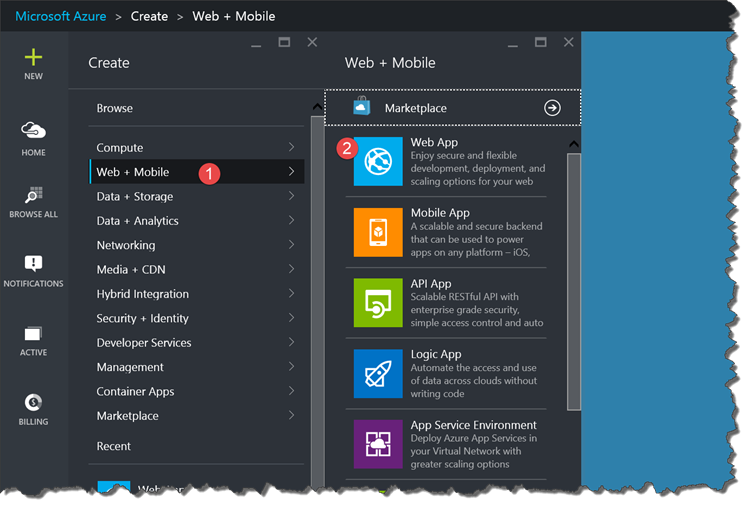 Microsoft Azure > Create > Web + Mobile
NEW
HOME
BROWSE ALL
NOTIFICATIONS
ACTIVE
BILLING
Create
Browse
Compute
Web + Mobile
1
Data + Storage
Data + Analytics
Networking
Media + CDN
Hybrid Integration
Security + Identity
Developer Services
Management
Container Apps
Marketplace
Recent
Web + Mobile
Marketplace
2
Web App
Enjoy secure and flexible
development, deployment, and
scaling options for your web
Mobile App
A scalable and secure backend
that can be used to power
apps on any platform – iOS,
API App
Scalable RESTful API with
enterprise grade security,
simple access control and auto
Logic App
Automate the access and use
of data across clouds without
writing code
App Service Environment
Deploy Azure App Services in
your Virtual Network with
greater scaling options